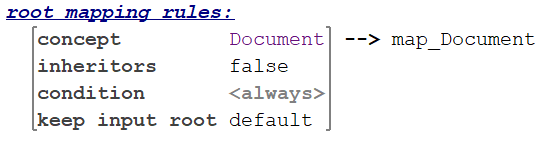 root mapping rules:
concept Document --> map_Document
inheritors false
condition <always>
keep input root default